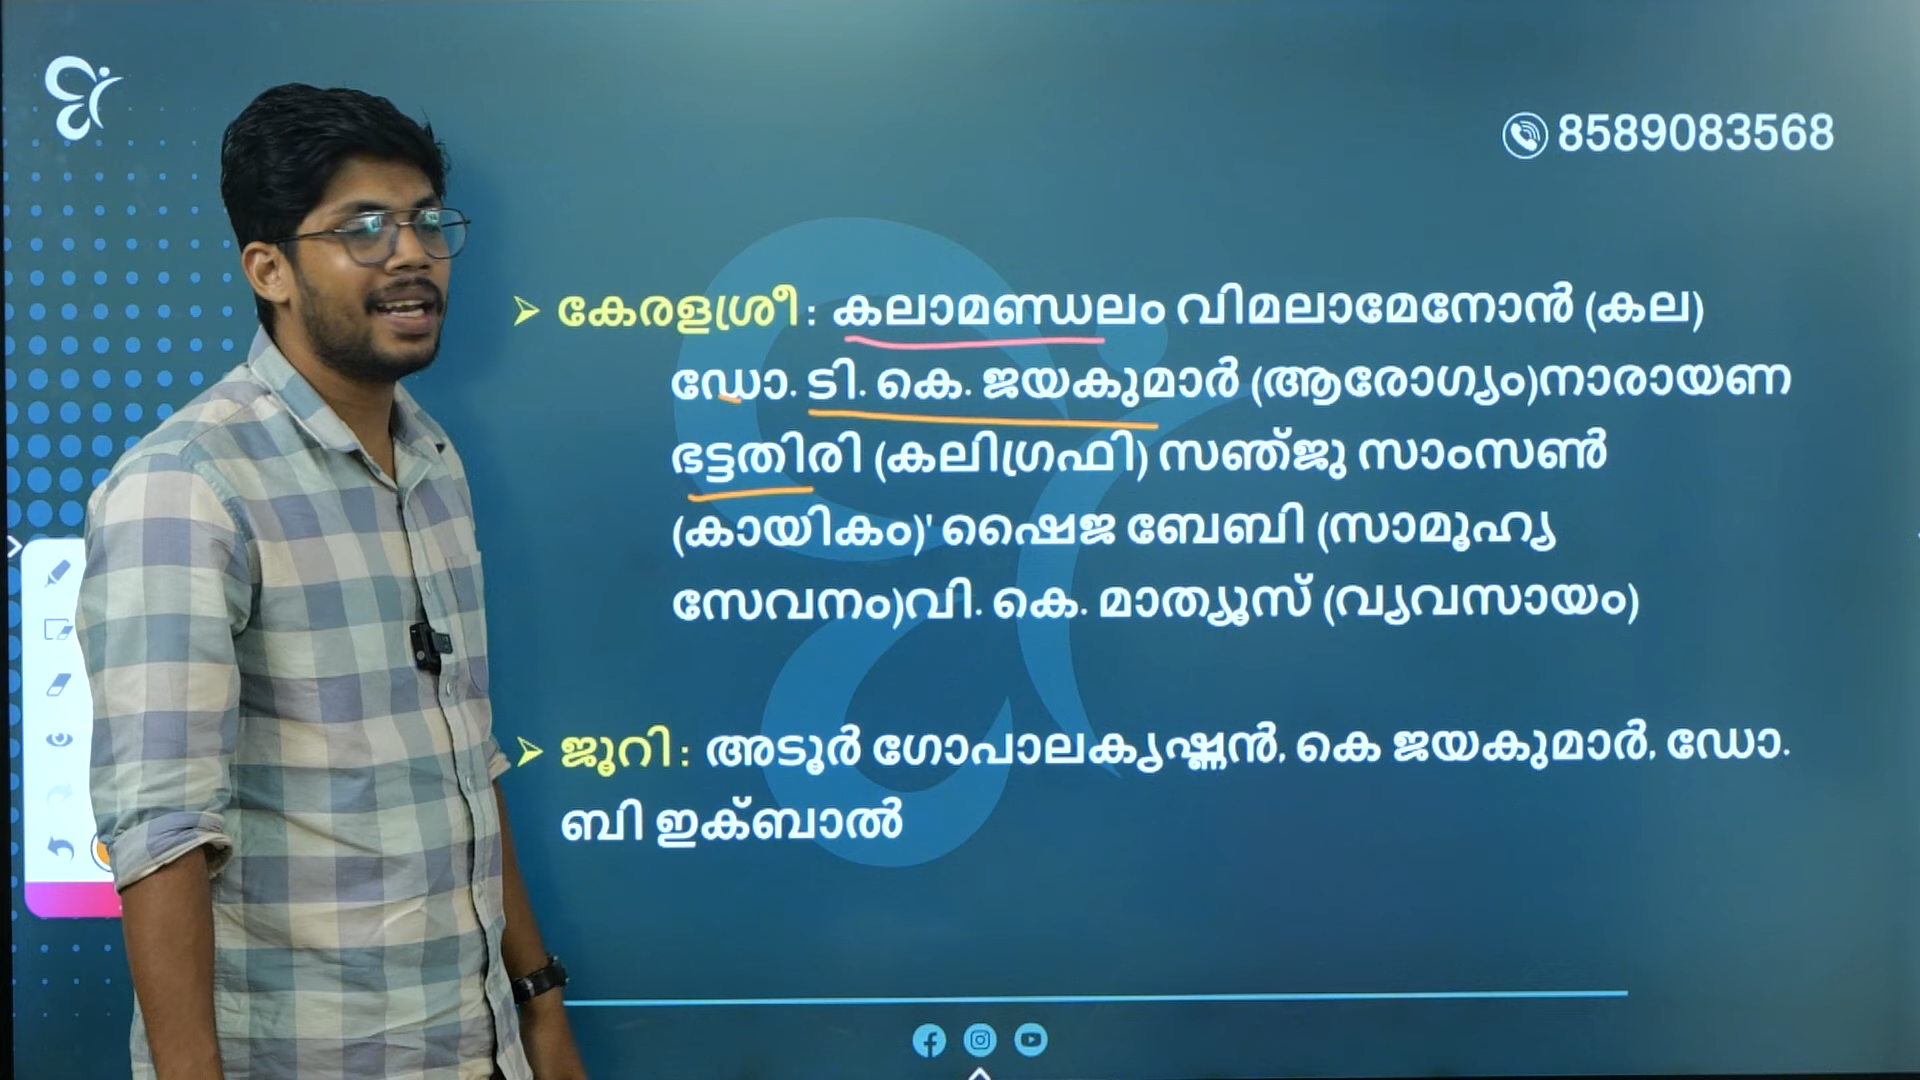 8589083568
കേരളശ്രീ : കലാമണ്ഡലം വിമലാമേനോൻ (കല)
ഡോ. ടി. കെ. ജയകുമാർ (ആരോഗ്യം)നാരായണ
ഭട്ടതിരി (കലിഗ്രഫി) സഞ്ജു സാംസൺ
(കായികം)' ഷൈജ ബേബി (സാമൂഹ്യ
സേവനം)വി. കെ. മാത്യൂസ് (വ്യവസായം)
ജൂറി : അടൂർ ഗോപാലകൃഷ്ണൻ, കെ ജയകുമാർ, ഡോ.
ബി ഇക്ബാൽ